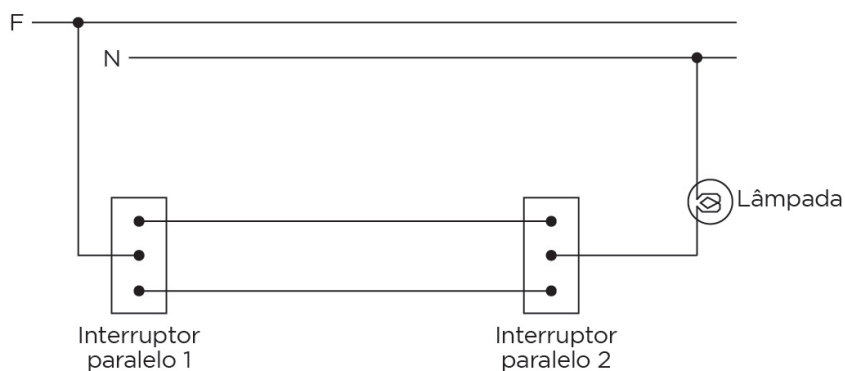 F
N
Lâmpada
Interruptor
paralelo 1
Interruptor
paralelo 2